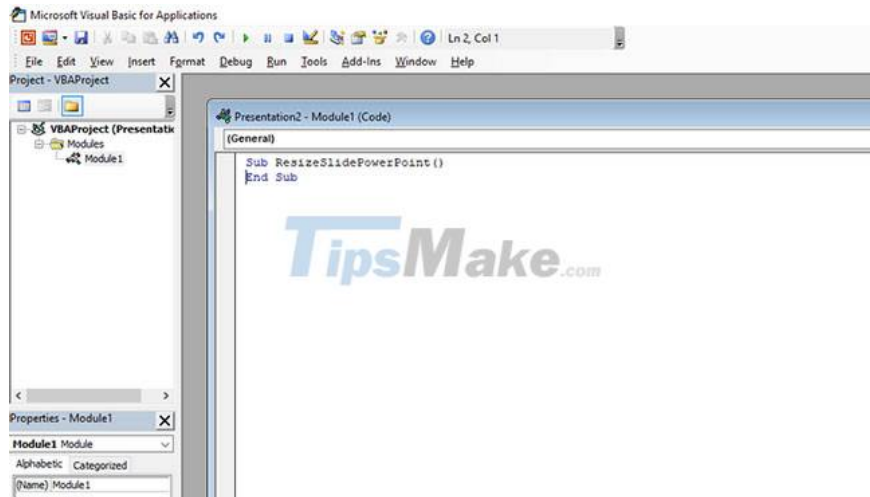 Microsoft Visual Basic for Applications
Ln 2, Col 1
File Edit View Insert Format Debug Run Tools Add-Ins Window Help
Project - VBAProject
VBAProject (Presentatic
Modules
Module1
Presentation2 - Module1 (Code)
(General)
Sub ResizeSlidePowerPoint()
End Sub
TipsMake.com
Properties - Module1
Module1 Module
Alphabetic Categorized
(Name) Module1